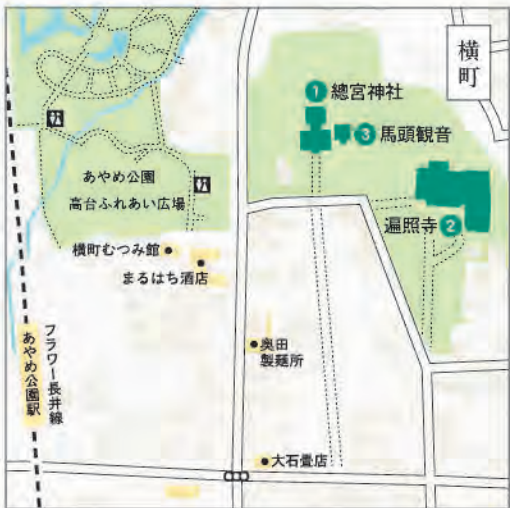 横町
❶ 總宮神社
❸ 馬頭観音
あやめ公園
高台ふれあい広場
遍照寺 ❷
横町むつみ館
まるはち酒店
フラワー長井線
あやめ公園駅
奥田
製麺所
大石畳店